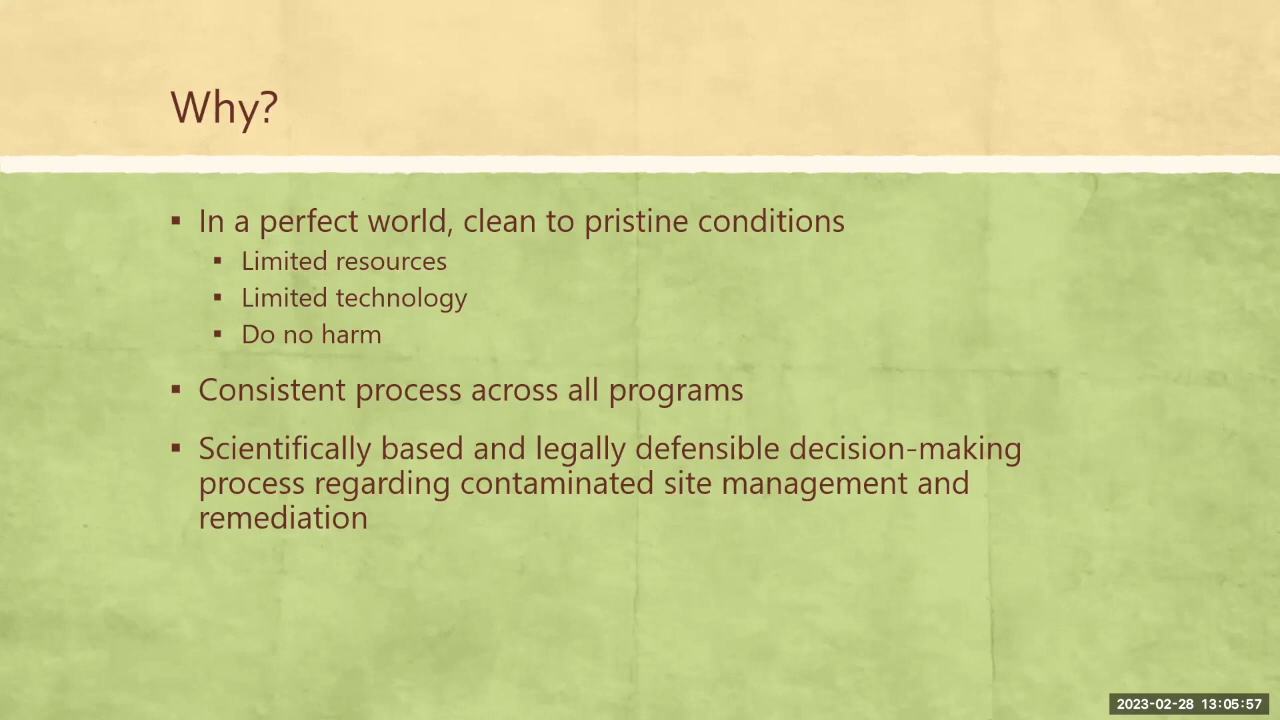 Why?
▪ In a perfect world, clean to pristine conditions
▪ Limited resources
▪ Limited technology
▪ Do no harm
▪ Consistent process across all programs
▪ Scientifically based and legally defensible decision-making
process regarding contaminated site management and
remediation
2023-02-28 13:05:57